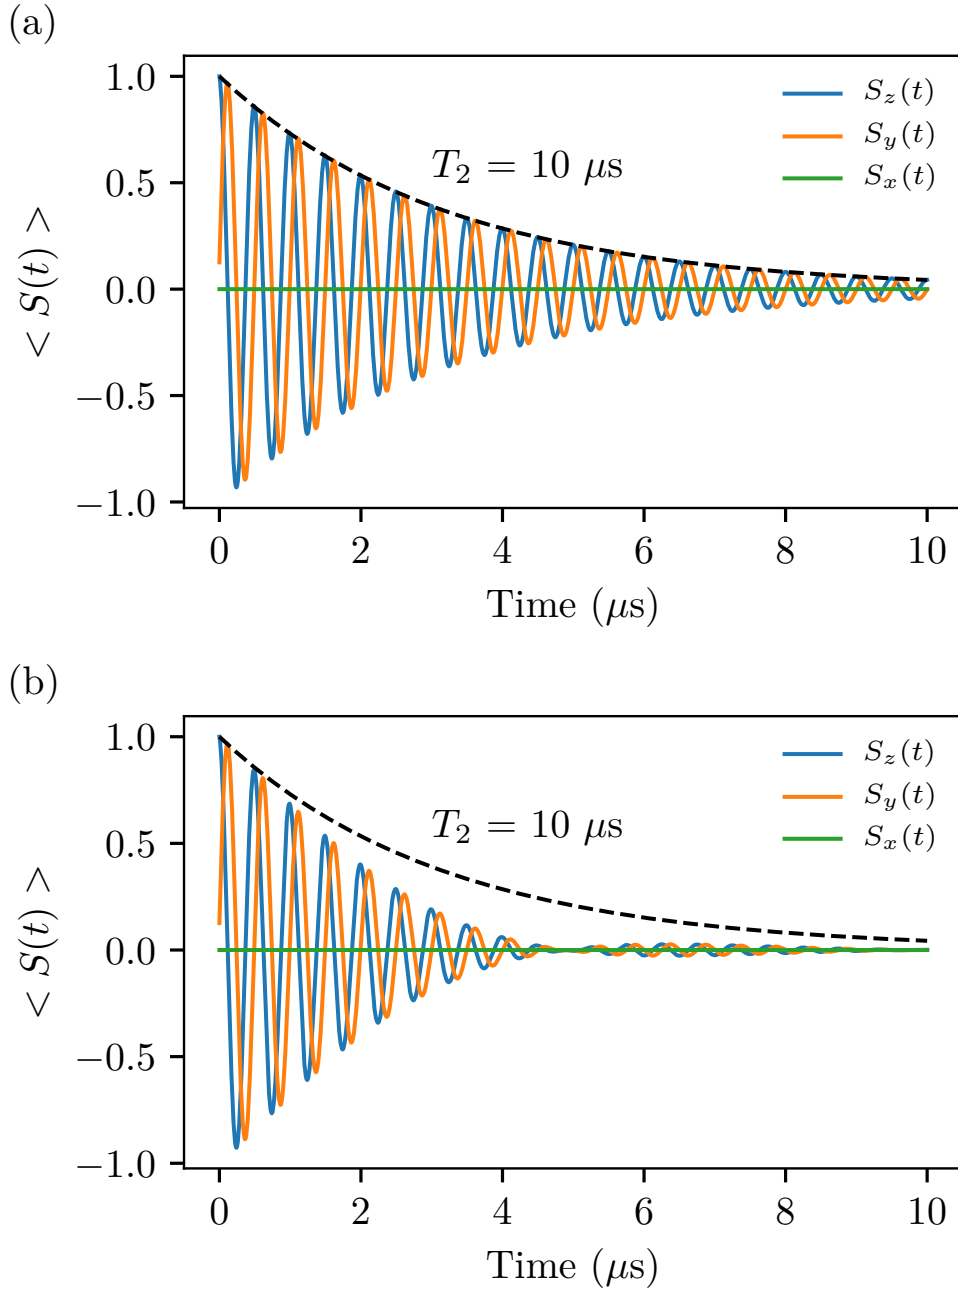 (a)
1.0
0.5
0.0
−0.5
−1.0
< S(t) >
T₂ = 10 μs
S_z(t)
S_y(t)
S_x(t)
0 2 4 6 8 10
Time (μs)
(b)
1.0
0.5
0.0
−0.5
−1.0
< S(t) >
T₂ = 10 μs
S_z(t)
S_y(t)
S_x(t)
0 2 4 6 8 10
Time (μs)